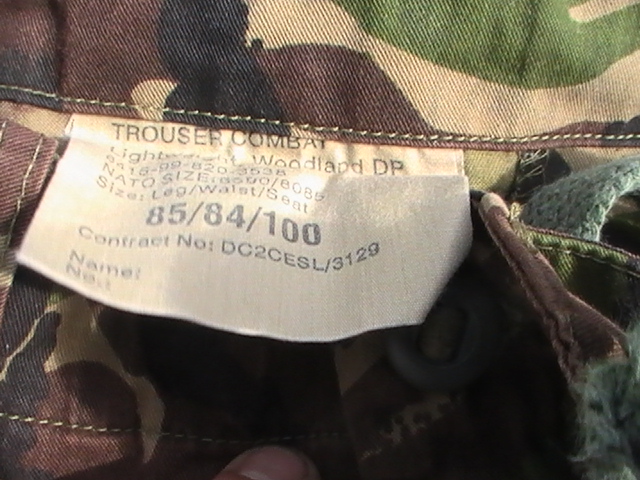 TROUSER COMBAT
Lightweight, Woodland DP
NATO SIZE:
Size: Leg/Waist/Seat
85/84/100
Contract No: DC2CESL/3129
Name:
No.: